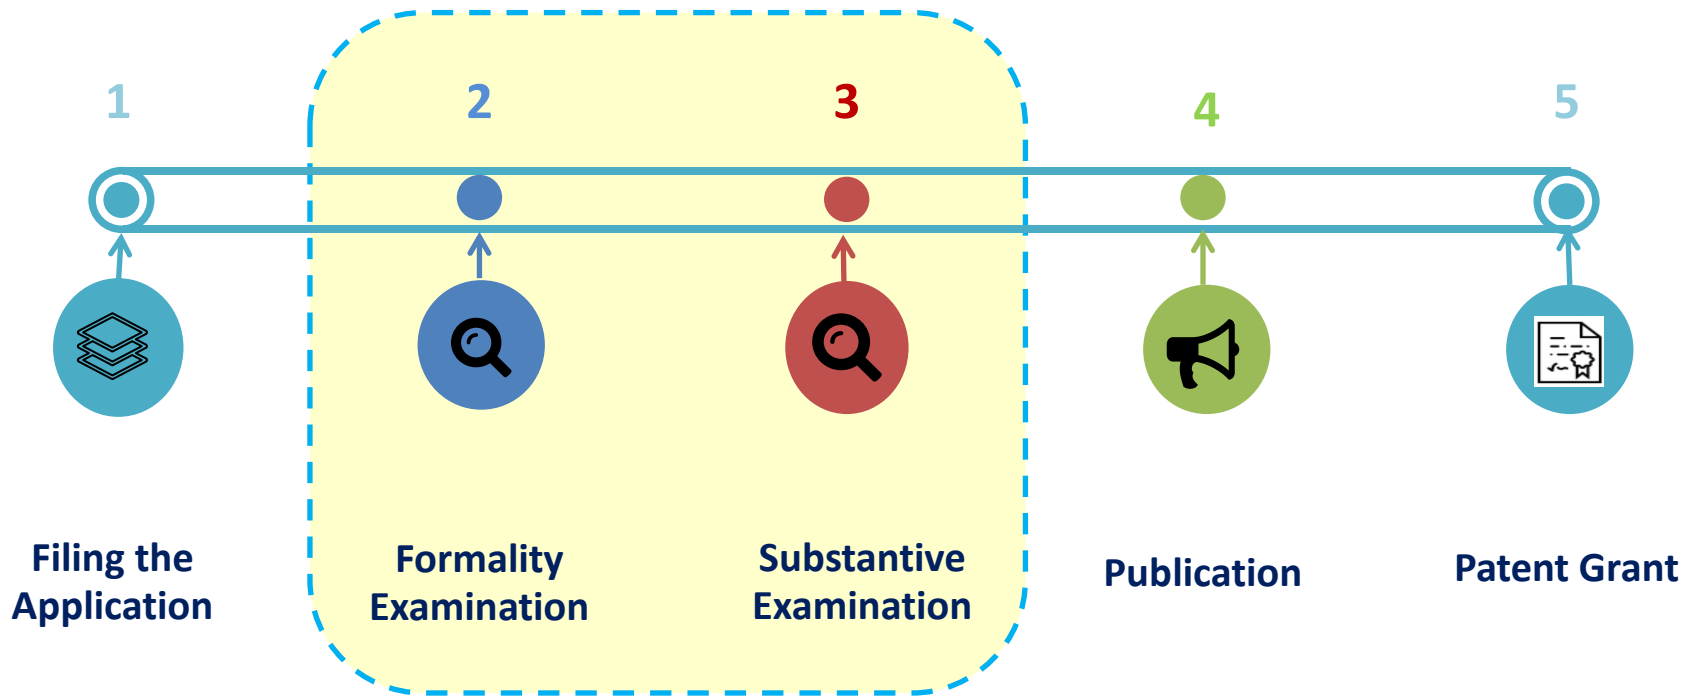 1
2
3
4
5
Filing the
Application
Formality
Examination
Substantive
Examination
Publication
Patent Grant